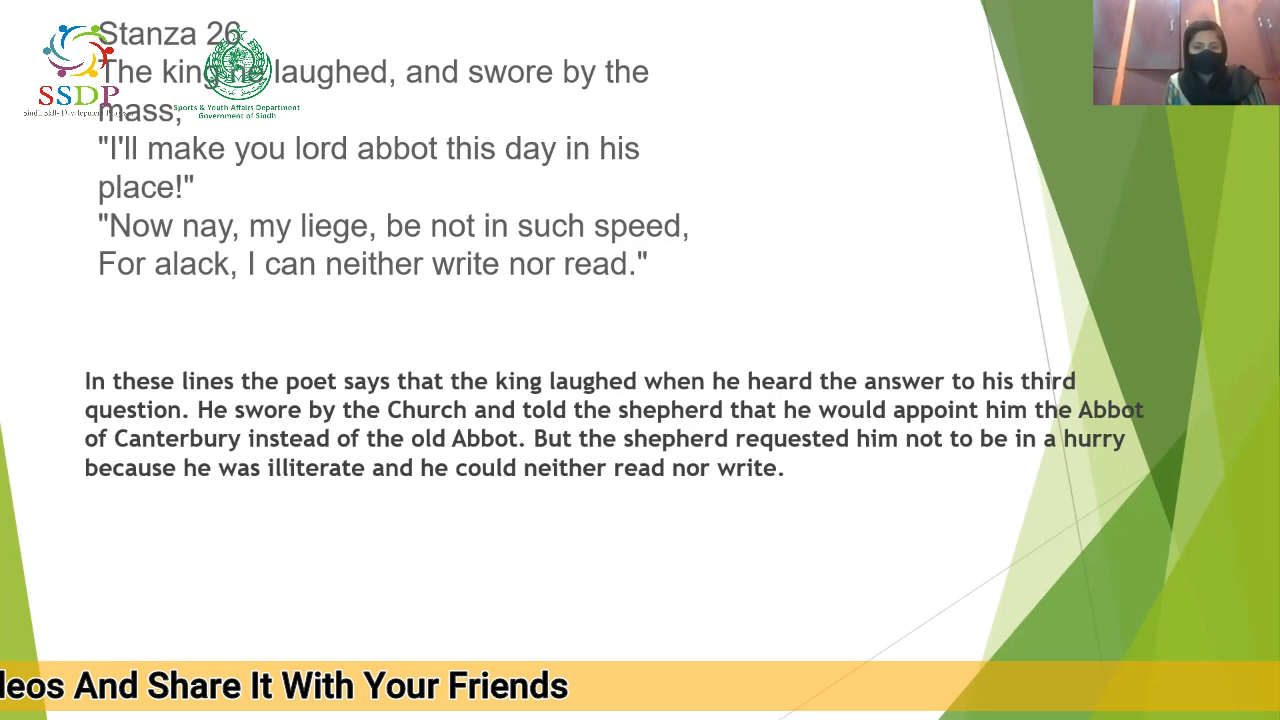 Stanza 26
The king he laughed, and swore by the
mass,
"I'll make you lord abbot this day in his
place!"
"Now nay, my liege, be not in such speed,
For alack, I can neither write nor read."
SSDP
Sports & Youth Affairs Department
Government of Sindh
In these lines the poet says that the king laughed when he heard the answer to his third
question. He swore by the Church and told the shepherd that he would appoint him the Abbot
of Canterbury instead of the old Abbot. But the shepherd requested him not to be in a hurry
because he was illiterate and he could neither read nor write.
deos And Share It With Your Friends